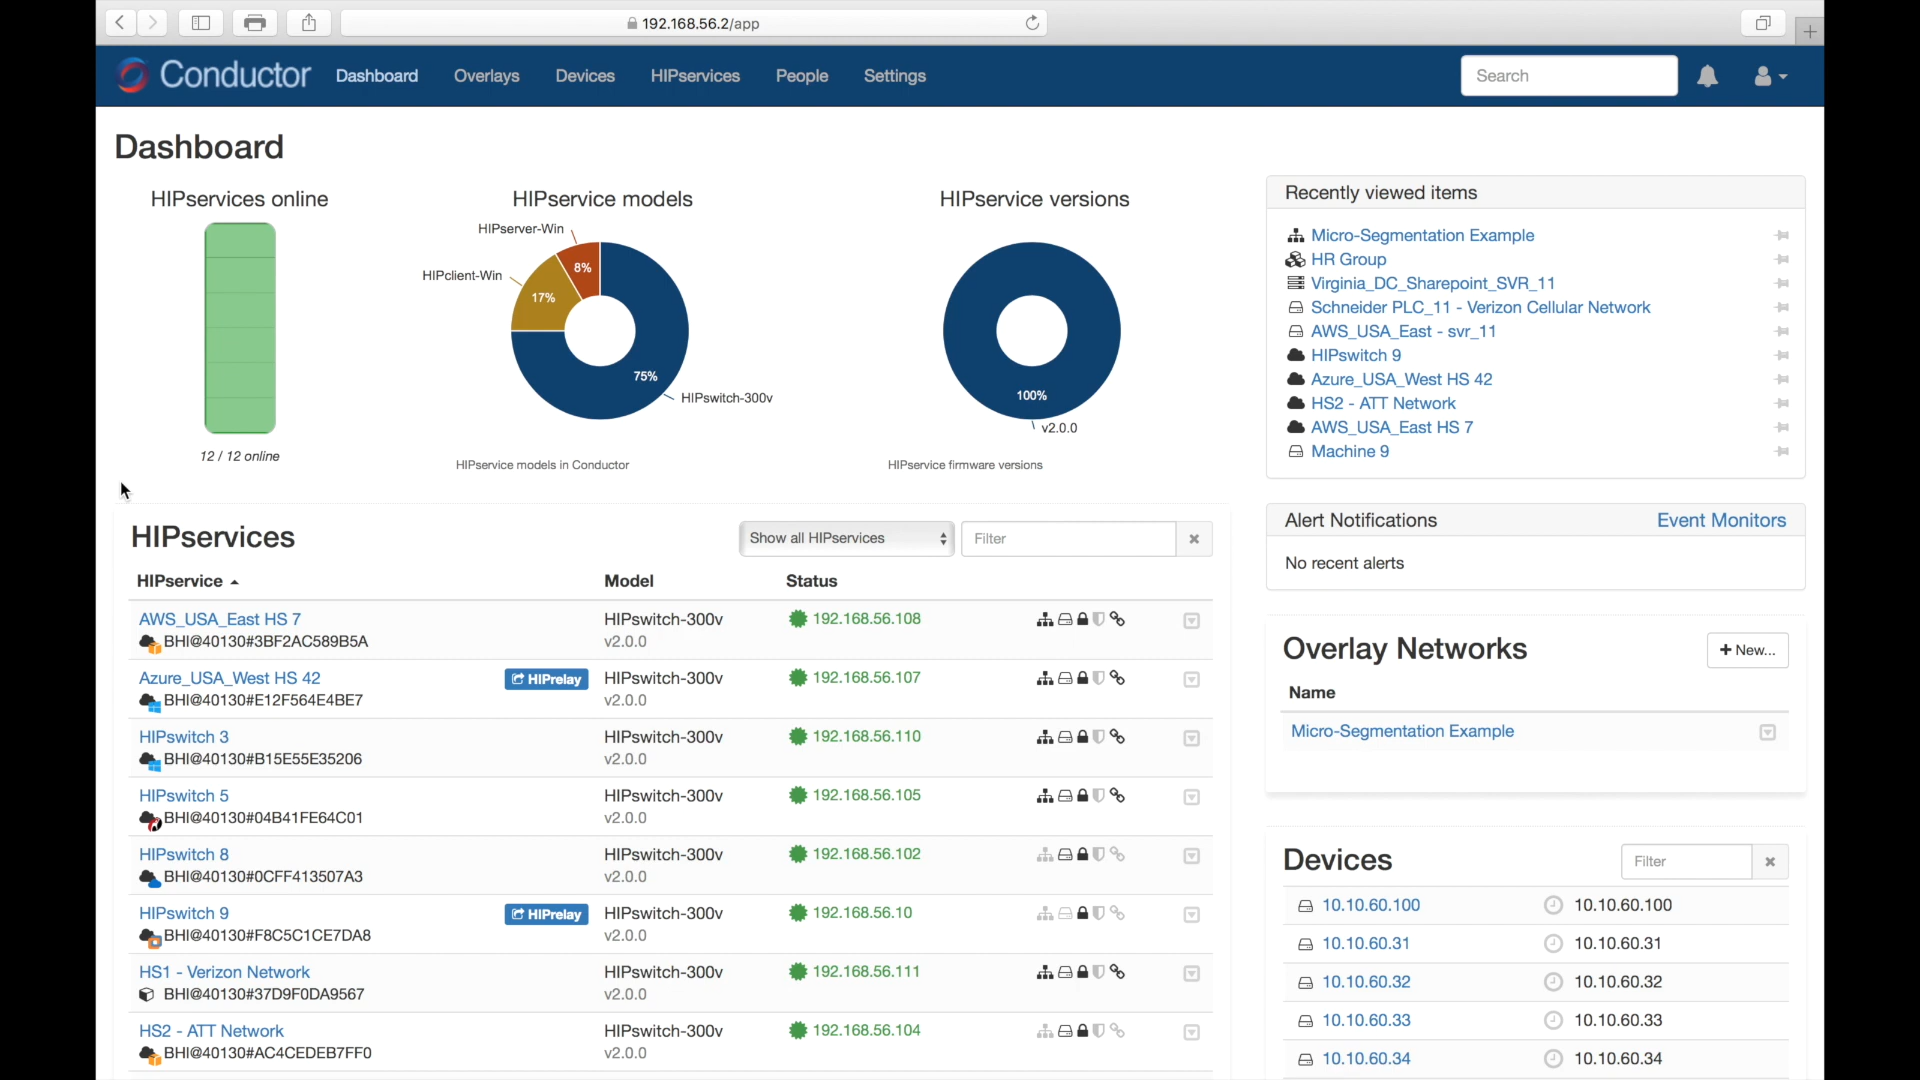 192.168.56.2/app
Conductor Dashboard Overlays Devices HIPservices People Settings Search
Dashboard
HIPservices online
12 / 12 online
HIPservice models
HIPserver-Win
HIPclient-Win
8%
17%
75%
HIPswitch-300v
HIPservice models in Conductor
HIPservice versions
100%
v2.0.0
HIPservice firmware versions
Recently viewed items
Micro-Segmentation Example
HR Group
Virginia_DC_Sharepoint_SVR_11
Schneider PLC_11 - Verizon Cellular Network
AWS_USA_East - svr_11
HIPswitch 9
Azure_USA_West HS 42
HS2 - ATT Network
AWS_USA_East HS 7
Machine 9
HIPservices
Show all HIPservices Filter
HIPservice Model Status
AWS_USA_East HS 7 HIPswitch-300v 192.168.56.108
BHI@40130#3BF2AC589B5A v2.0.0
Azure_USA_West HS 42 HIPrelay HIPswitch-300v 192.168.56.107
BHI@40130#E12F564E4BE7 v2.0.0
HIPswitch 3 HIPswitch-300v 192.168.56.110
BHI@40130#B15E55E35206 v2.0.0
HIPswitch 5 HIPswitch-300v 192.168.56.105
BHI@40130#04B41FE64C01 v2.0.0
HIPswitch 8 HIPswitch-300v 192.168.56.102
BHI@40130#0CFF413507A3 v2.0.0
HIPswitch 9 HIPrelay HIPswitch-300v 192.168.56.10
BHI@40130#F8C5C1CE7DA8 v2.0.0
HS1 - Verizon Network HIPswitch-300v 192.168.56.111
BHI@40130#37D9F0DA9567 v2.0.0
HS2 - ATT Network HIPswitch-300v 192.168.56.104
BHI@40130#AC4CEDEB7FF0 v2.0.0
Alert Notifications Event Monitors
No recent alerts
Overlay Networks + New...
Name
Micro-Segmentation Example
Devices Filter
10.10.60.100 10.10.60.100
10.10.60.31 10.10.60.31
10.10.60.32 10.10.60.32
10.10.60.33 10.10.60.33
10.10.60.34 10.10.60.34